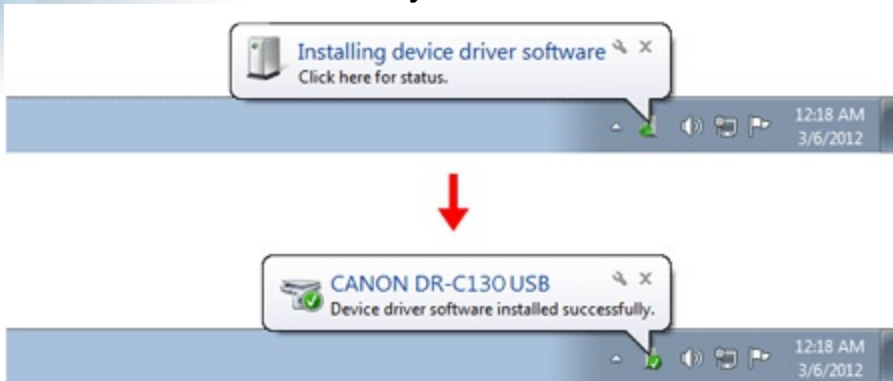 Installing device driver software
Click here for status.
12:18 AM
3/6/2012
CANON DR-C130 USB
Device driver software installed successfully.
12:18 AM
3/6/2012